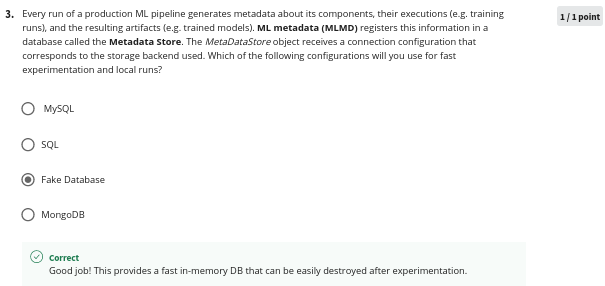 3. Every run of a production ML pipeline generates metadata about its components, their executions (e.g. training
1 / 1 point
runs), and the resulting artifacts (e.g. trained models). ML metadata (MLMD) registers this information in a
database called the Metadata Store. The MetaDataStore object receives a connection configuration that
corresponds to the storage backend used. Which of the following configurations will you use for fast
experimentation and local runs?
MySQL
SQL
Fake Database
MongoDB
Correct
Good job! This provides a fast in-memory DB that can be easily destroyed after experimentation.